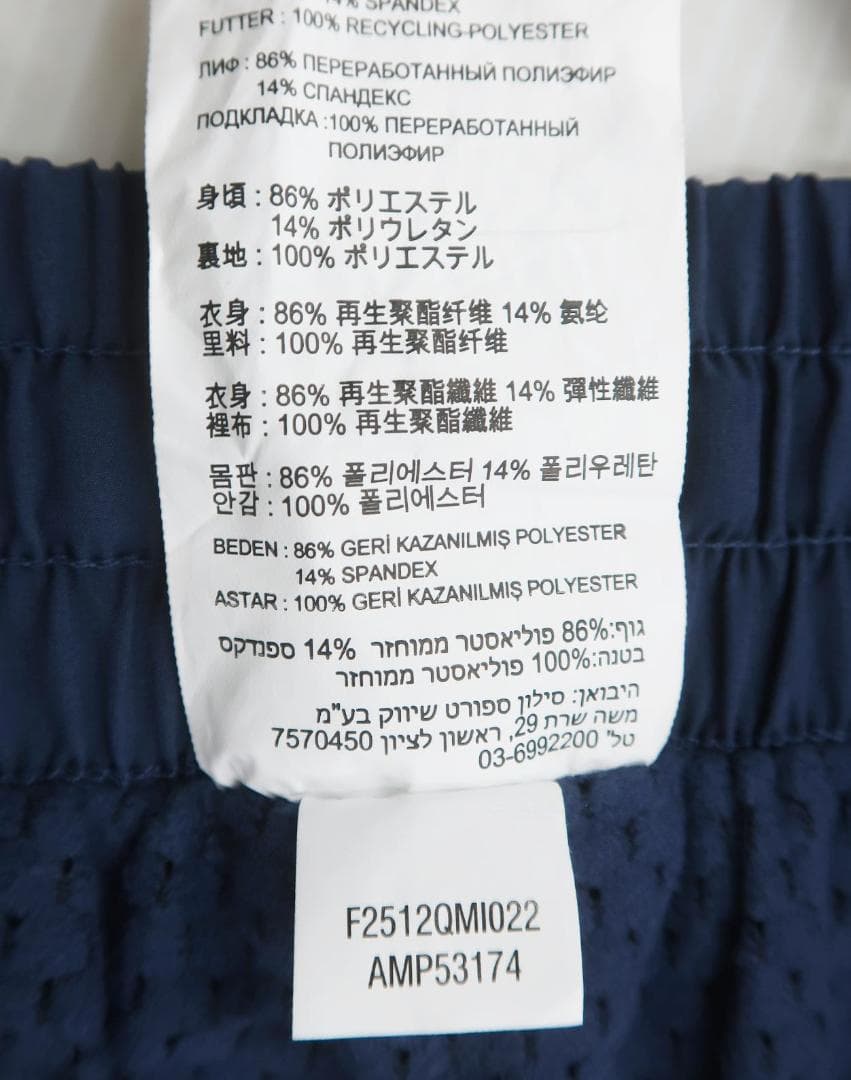 14% SPANDEX
FUTTER : 100% RECYCLING-POLYESTER
ЛИФ : 86% ПЕРЕРАБОТАННЫЙ ПОЛИЭФИР
14% СПАНДЕКС
ПОДКЛАДКА :100% ПЕРЕРАБОТАННЫЙ
ПОЛИЭФИР
身頃 : 86% ポリエステル
14% ポリウレタン
裏地 : 100% ポリエステル
衣身 : 86% 再生聚酯纤维 14% 氨纶
里料 : 100% 再生聚酯纤维
衣身 : 86% 再生聚酯纖維 14% 彈性纖維
裡布 : 100% 再生聚酯纖維
몸판 : 86% 폴리에스터 14% 폴리우레탄
안감 : 100% 폴리에스터
BEDEN : 86% GERİ KAZANILMIŞ POLYESTER
14% SPANDEX
ASTAR : 100% GERİ KAZANILMIŞ POLYESTER
גוף:86% פוליאסטר ממוחזר 14% ספנדקס
בטנה:100% פוליאסטר ממוחזר
היבואן: סילון ספורט שיווק בע"מ
משה שרת 29, ראשון לציון 7570450
טל' 03-6992200
F2512QMI022
AMP53174